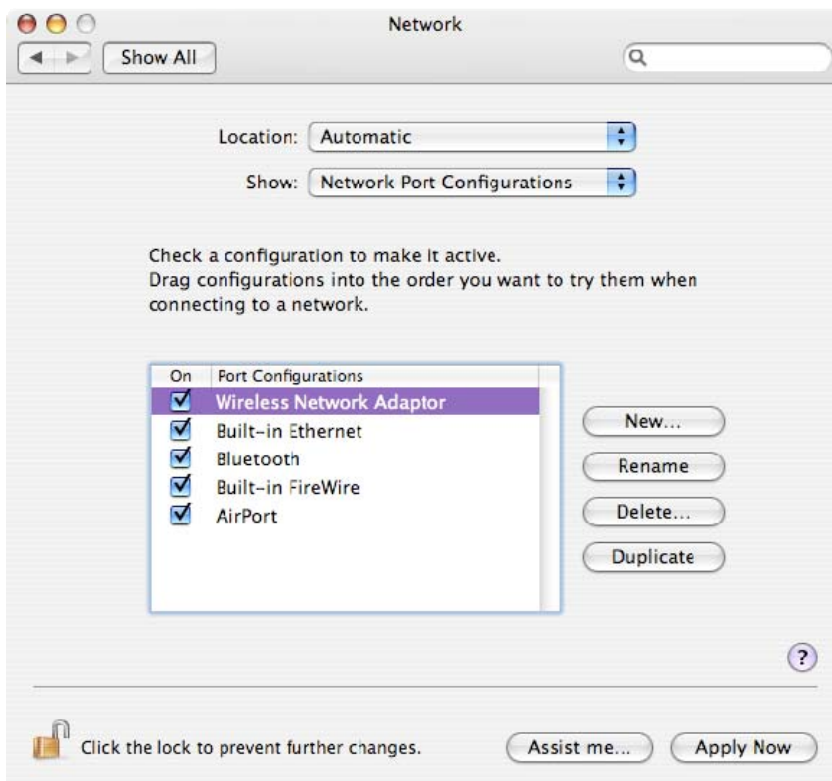 Network
Show All
Location: Automatic
Show: Network Port Configurations
Check a configuration to make it active.
Drag configurations into the order you want to try them when
connecting to a network.
On Port Configurations
Wireless Network Adaptor
Built-in Ethernet
Bluetooth
Built-in FireWire
AirPort
New...
Rename
Delete...
Duplicate
?
Click the lock to prevent further changes.
Assist me...
Apply Now